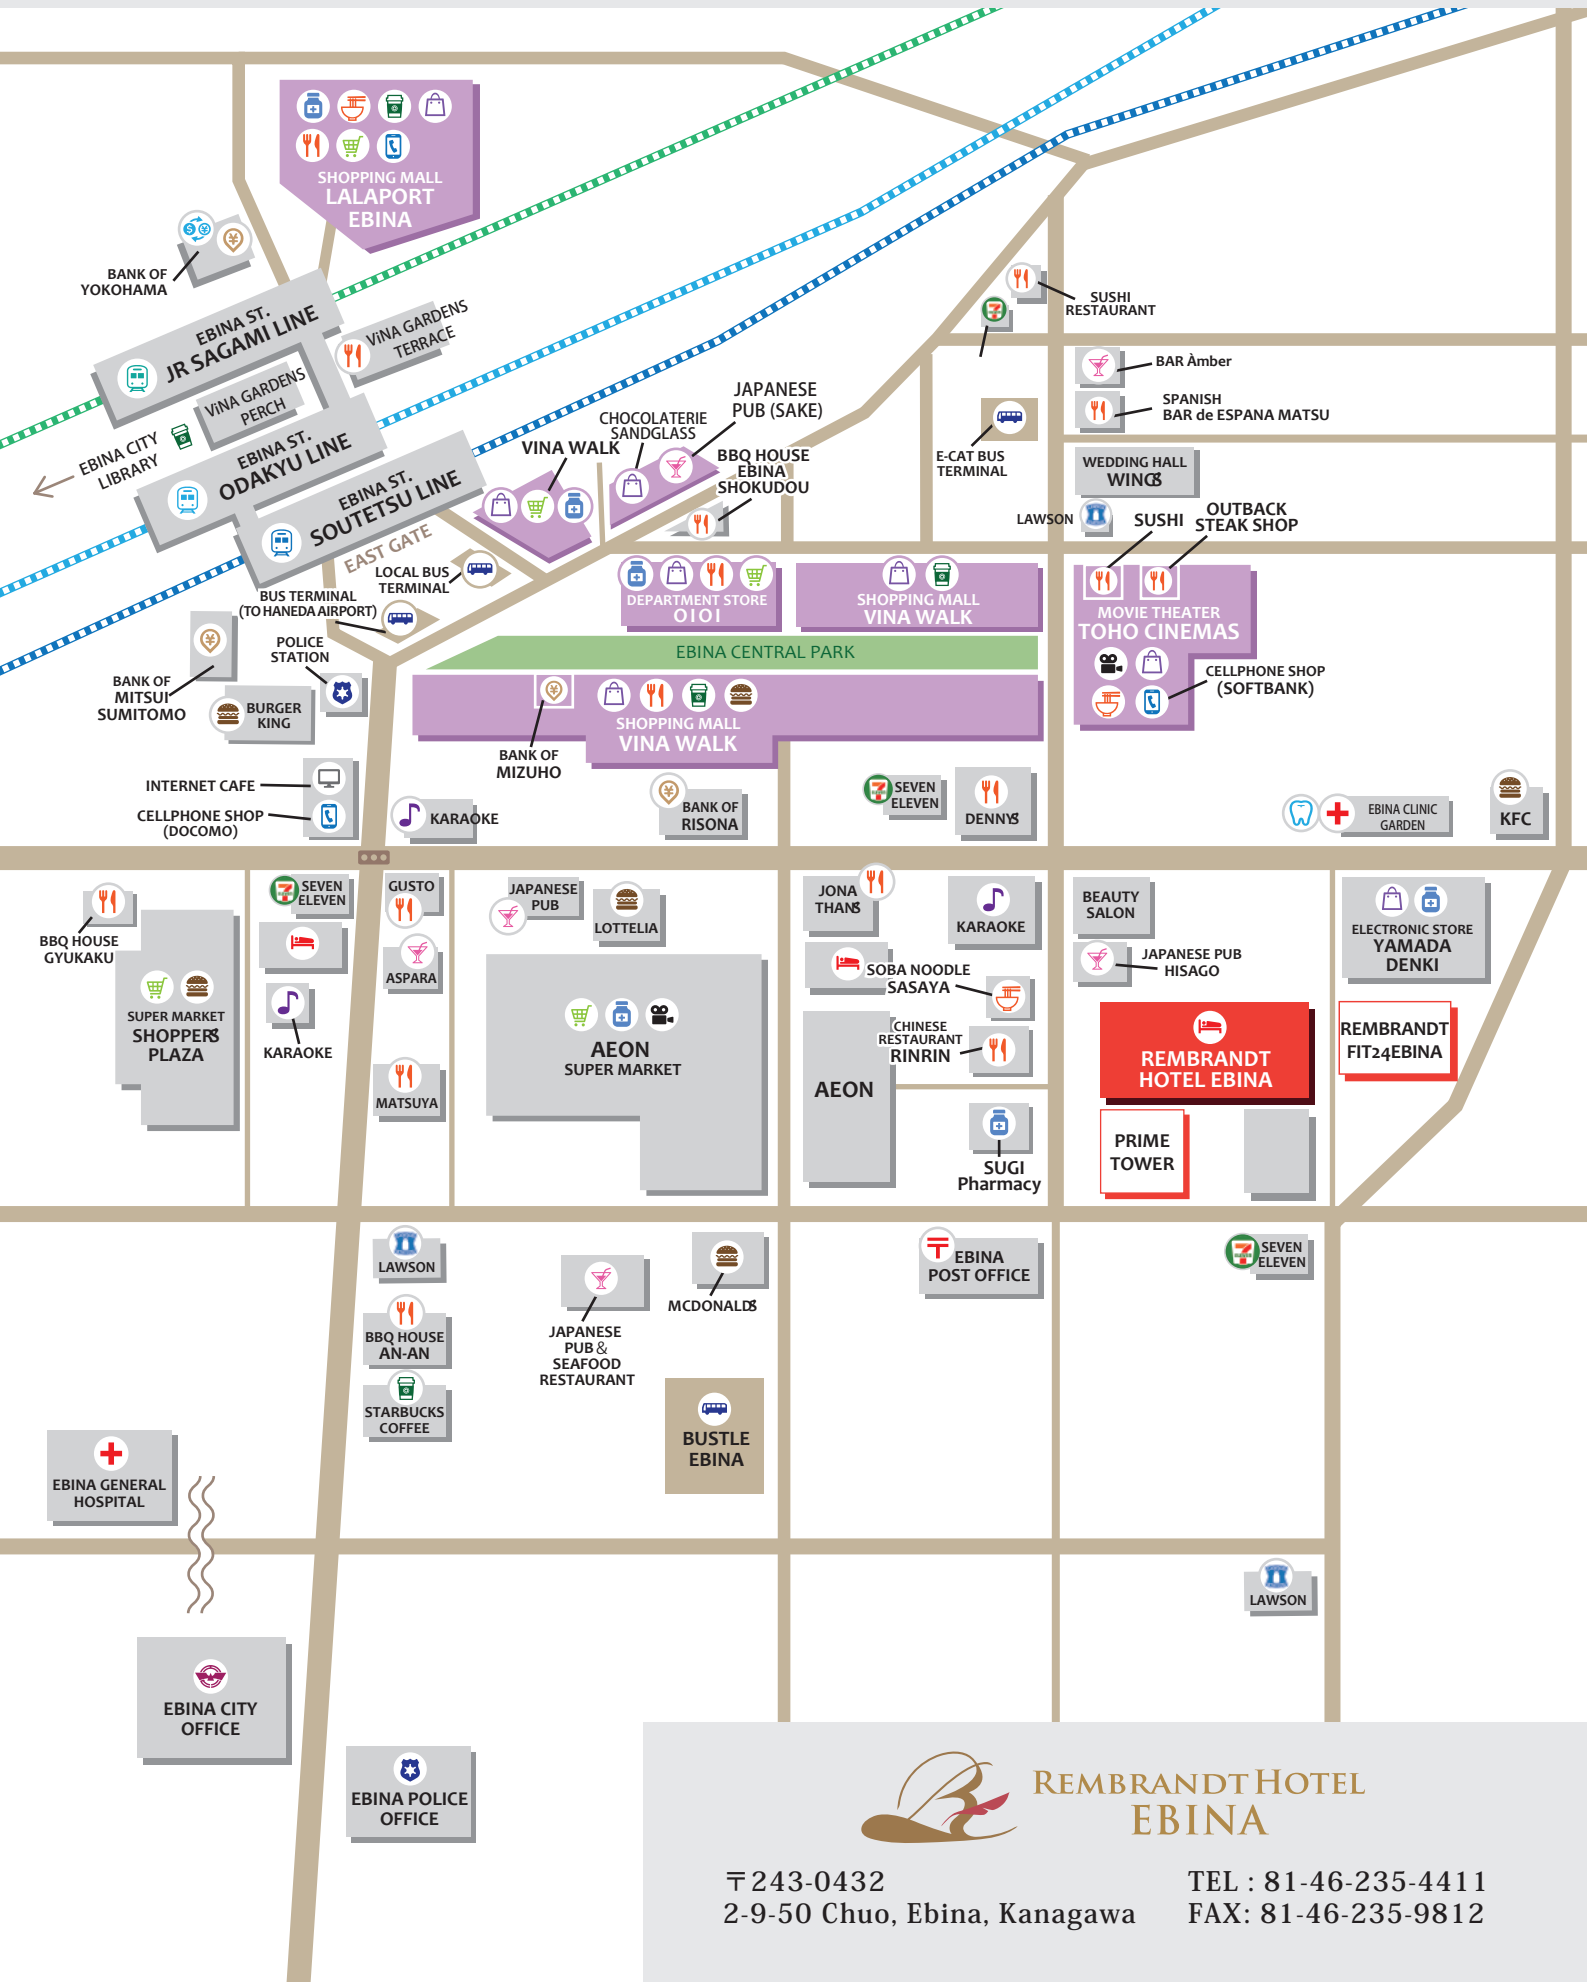 SHOPPING MALL
LALAPORT
EBINA
BANK OF
YOKOHAMA
EBINA ST.
JR SAGAMI LINE
ViNA GARDENS
TERRACE
ViNA GARDENS
PERCH
EBINA CITY
LIBRARY
EBINA ST.
ODAKYU LINE
EBINA ST.
SOUTETSU LINE
EAST GATE
VINA WALK
CHOCOLATERIE
SANDGLASS
JAPANESE
PUB (SAKE)
BBQ HOUSE
EBINA
SHOKUDOU
SUSHI
RESTAURANT
BAR Àmber
SPANISH
BAR de ESPANA MATSU
E-CAT BUS
TERMINAL
WEDDING HALL
WING'S
LAWSON
SUSHI
OUTBACK
STEAK SHOP
LOCAL BUS
TERMINAL
BUS TERMINAL
(TO HANEDA AIRPORT)
DEPARTMENT STORE
OIOI
SHOPPING MALL
VINA WALK
MOVIE THEATER
TOHO CINEMAS
CELLPHONE SHOP
(SOFTBANK)
EBINA CENTRAL PARK
POLICE
STATION
BANK OF
MITSUI
SUMITOMO
BURGER
KING
SHOPPING MALL
VINA WALK
BANK OF
MIZUHO
INTERNET CAFE
CELLPHONE SHOP
(DOCOMO)
KARAOKE
BANK OF
RISONA
SEVEN
ELEVEN
DENNY'S
EBINA CLINIC
GARDEN
KFC
BBQ HOUSE
GYUKAKU
SEVEN
ELEVEN
GUSTO
JAPANESE
PUB
LOTTELIA
JONA
THAN'S
KARAOKE
BEAUTY
SALON
ELECTRONIC STORE
YAMADA
DENKI
ASPARA
SOBA NOODLE
SASAYA
JAPANESE PUB
HISAGO
SUPER MARKET
SHOPPER'S
PLAZA
KARAOKE
MATSUYA
AEON
SUPER MARKET
CHINESE
RESTAURANT
RINRIN
AEON
REMBRANDT
HOTEL EBINA
REMBRANDT
FIT24EBINA
SUGI
Pharmacy
PRIME
TOWER
LAWSON
BBQ HOUSE
AN-AN
STARBUCKS
COFFEE
JAPANESE
PUB &
SEAFOOD
RESTAURANT
MCDONALD'S
EBINA
POST OFFICE
SEVEN
ELEVEN
BUSTLE
EBINA
EBINA GENERAL
HOSPITAL
LAWSON
EBINA CITY
OFFICE
EBINA POLICE
OFFICE
REMBRANDT HOTEL
EBINA
〒243-0432
2-9-50 Chuo, Ebina, Kanagawa
TEL : 81-46-235-4411
FAX: 81-46-235-9812